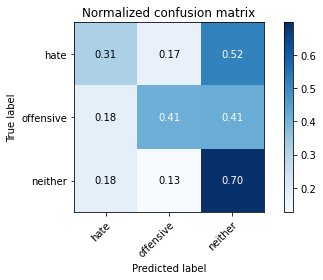 Normalized confusion matrix
hate 0.31 0.17 0.52
offensive 0.18 0.41 0.41
neither 0.18 0.13 0.70
hate offensive neither
True label
Predicted label
0.6
0.5
0.4
0.3
0.2